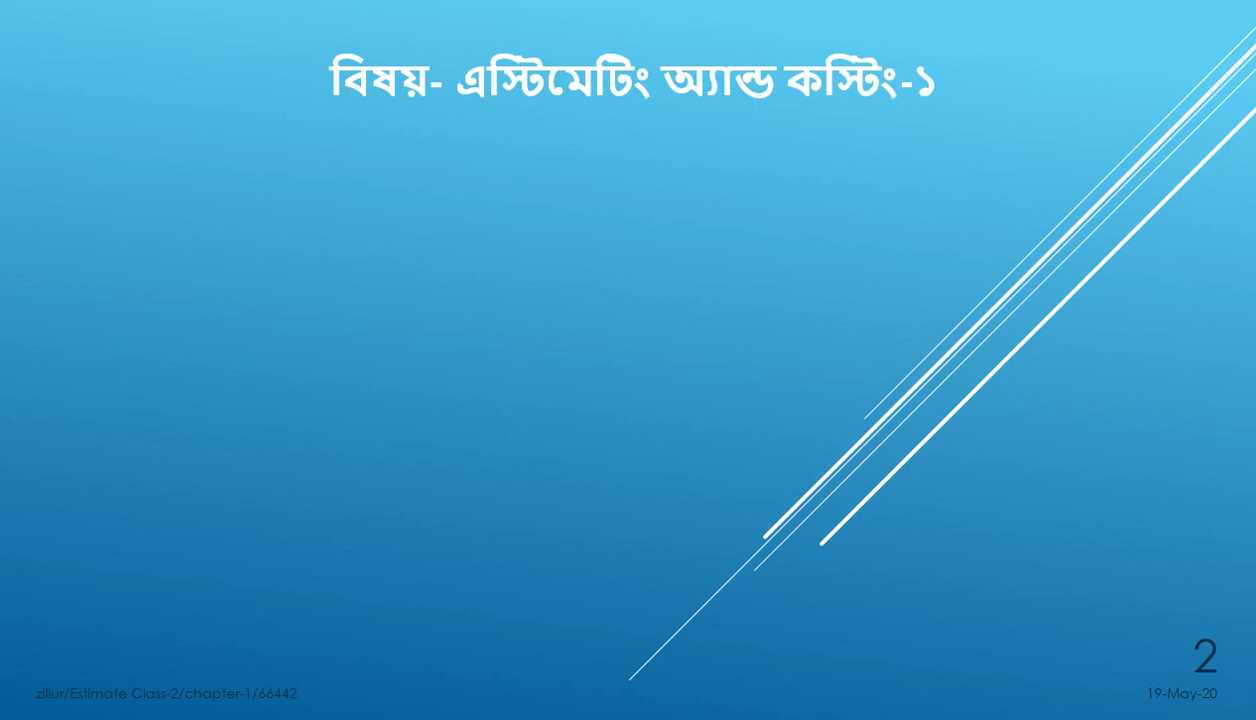 বিষয়- এস্টিমেটিং অ্যান্ড কস্টিং-১
2
zillur/Estimate Class-2/chapter-1/66442
19-May-20